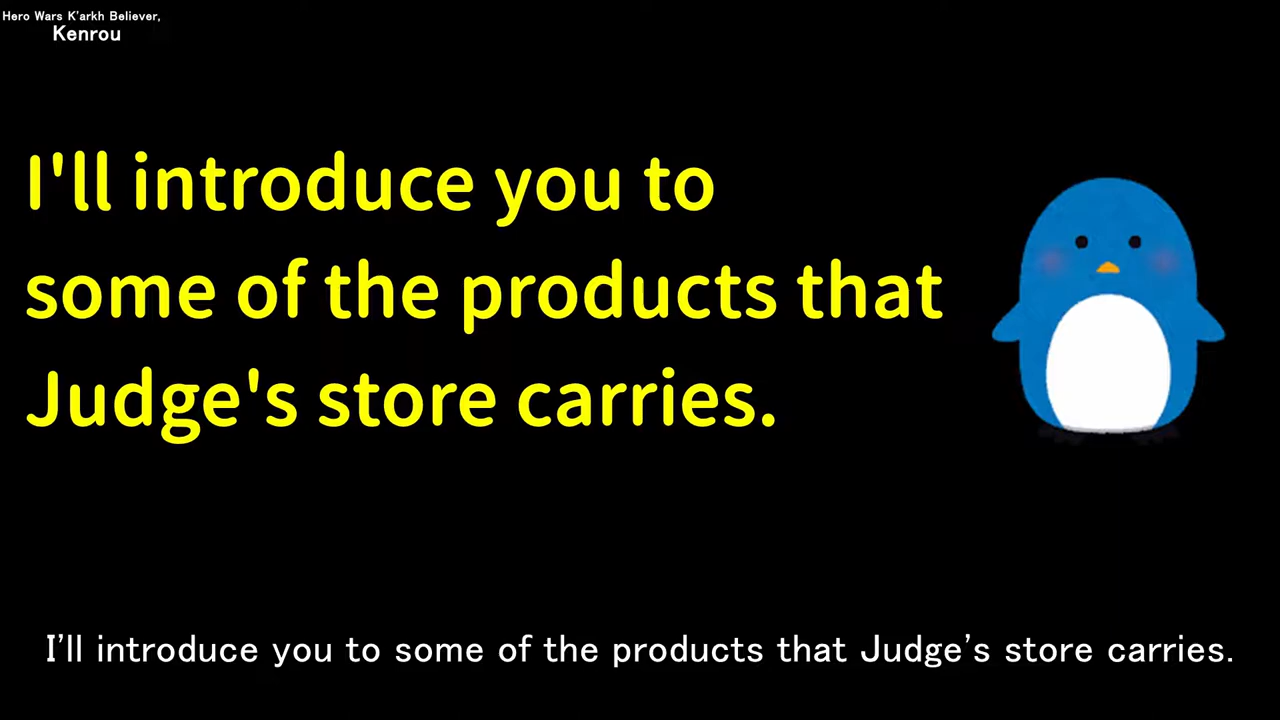 Hero Wars K'arkh Believer,
Kenrou
I'll introduce you to
some of the products that
Judge's store carries.
I'll introduce you to some of the products that Judge's store carries.